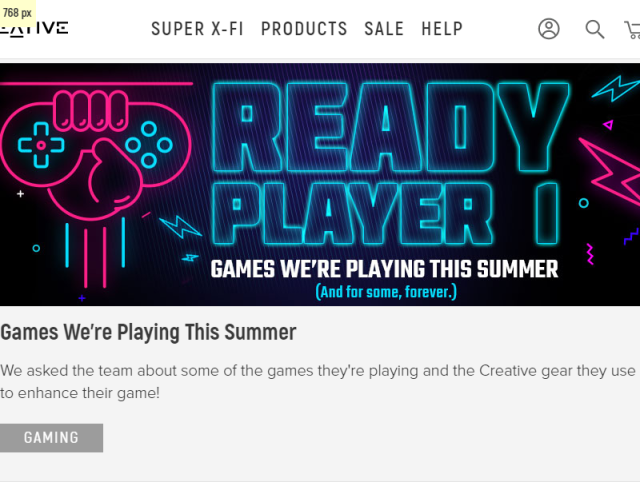 768 px
CREATIVE
SUPER X-FI PRODUCTS SALE HELP
READY
PLAYER 1
GAMES WE'RE PLAYING THIS SUMMER
(And for some, forever.)
Games We’re Playing This Summer
We asked the team about some of the games they're playing and the Creative gear they use
to enhance their game!
GAMING